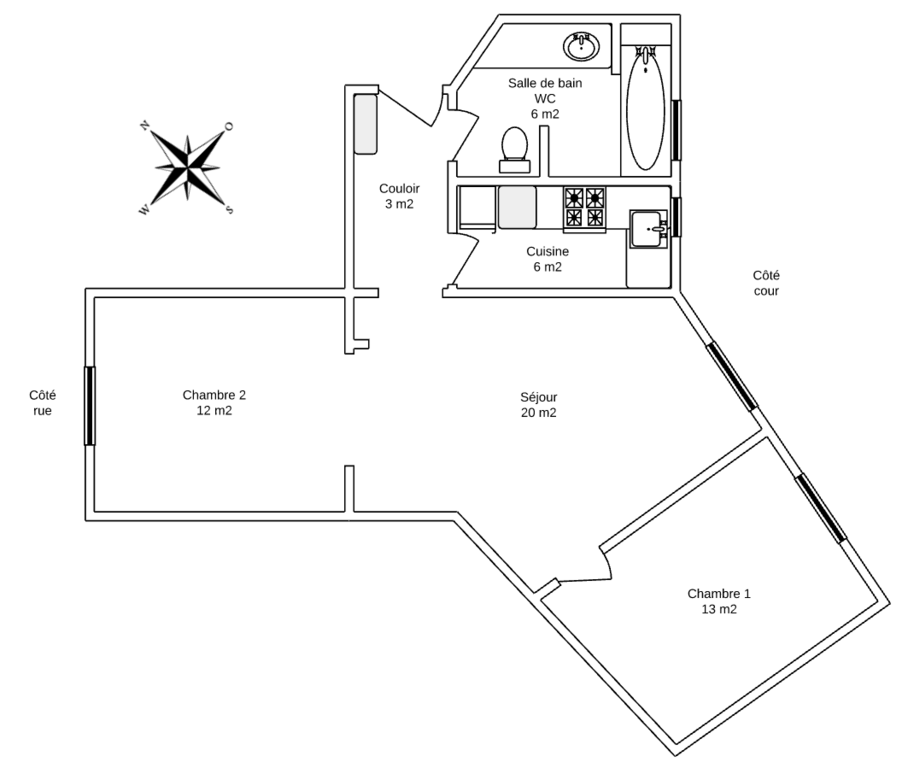 Salle de bain
WC
6 m2
N
O
W
S
Couloir
3 m2
Cuisine
6 m2
Côté
cour
Côté
rue
Chambre 2
12 m2
Séjour
20 m2
Chambre 1
13 m2